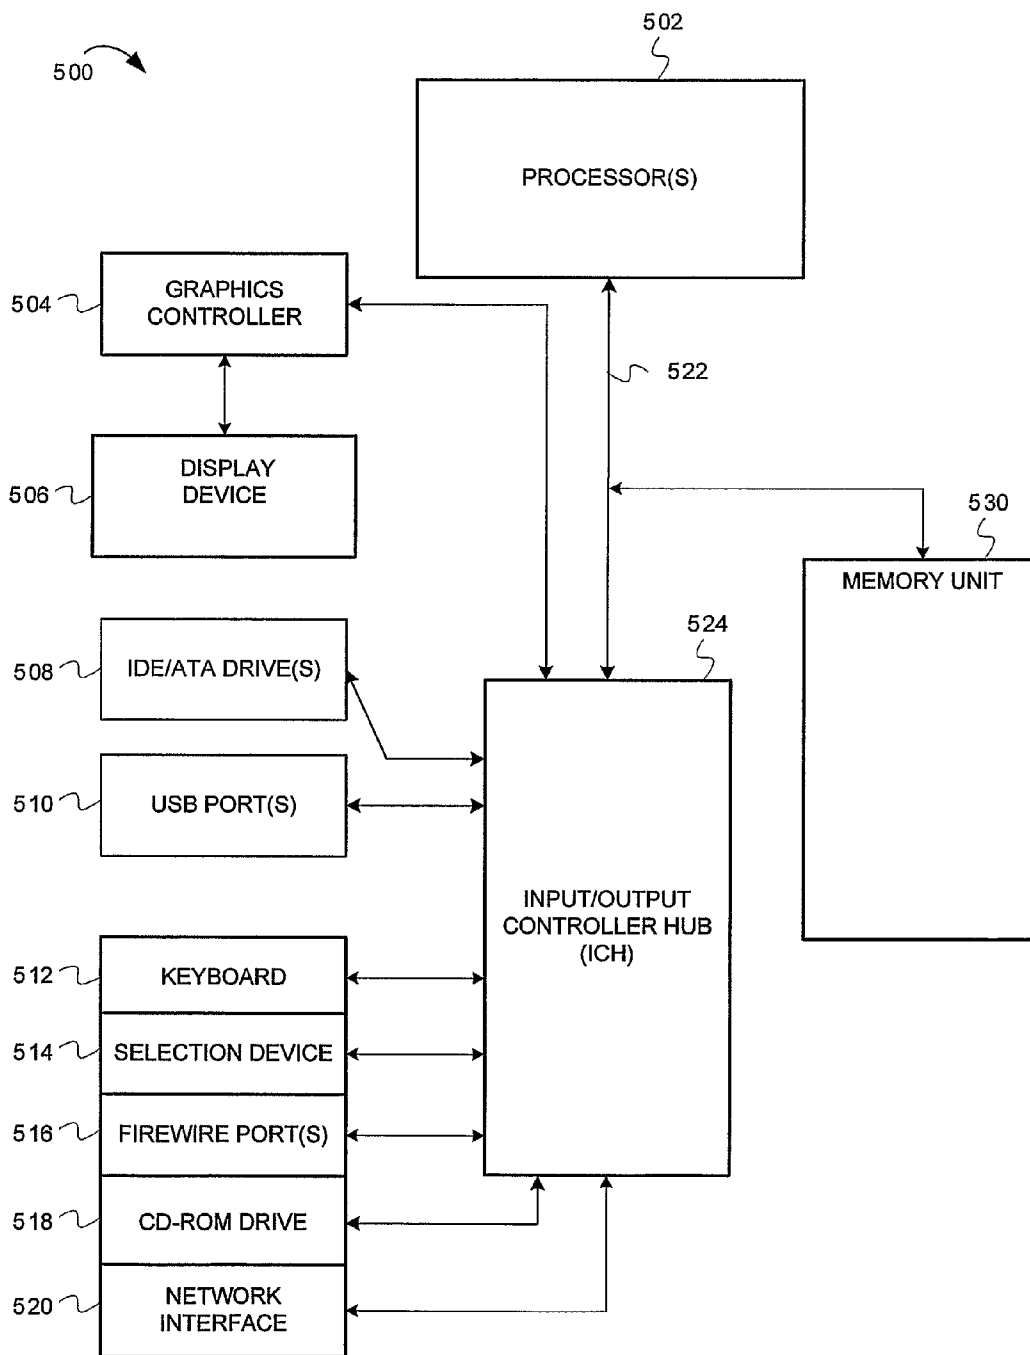 502
500
PROCESSOR(S)
504
GRAPHICS
CONTROLLER
522
506
DISPLAY
DEVICE
530
MEMORY UNIT
524
508
IDE/ATA DRIVE(S)
510
USB PORT(S)
INPUT/OUTPUT
CONTROLLER HUB
(ICH)
512
KEYBOARD
514
SELECTION DEVICE
516
FIREWIRE PORT(S)
518
CD-ROM DRIVE
520
NETWORK
INTERFACE